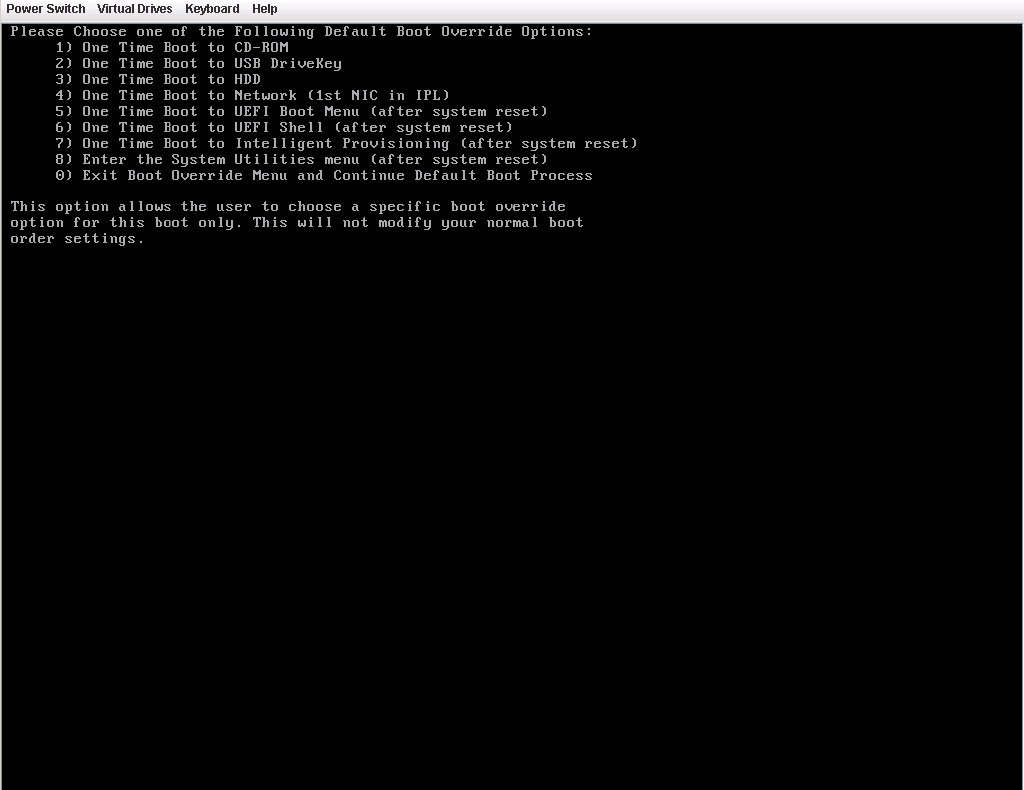 Power Switch Virtual Drives Keyboard Help
Please Choose one of the Following Default Boot Override Options:
1) One Time Boot to CD-ROM
2) One Time Boot to USB DriveKey
3) One Time Boot to HDD
4) One Time Boot to Network (1st NIC in IPL)
5) One Time Boot to UEFI Boot Menu (after system reset)
6) One Time Boot to UEFI Shell (after system reset)
7) One Time Boot to Intelligent Provisioning (after system reset)
8) Enter the System Utilities menu (after system reset)
0) Exit Boot Override Menu and Continue Default Boot Process
This option allows the user to choose a specific boot override
option for this boot only. This will not modify your normal boot
order settings.